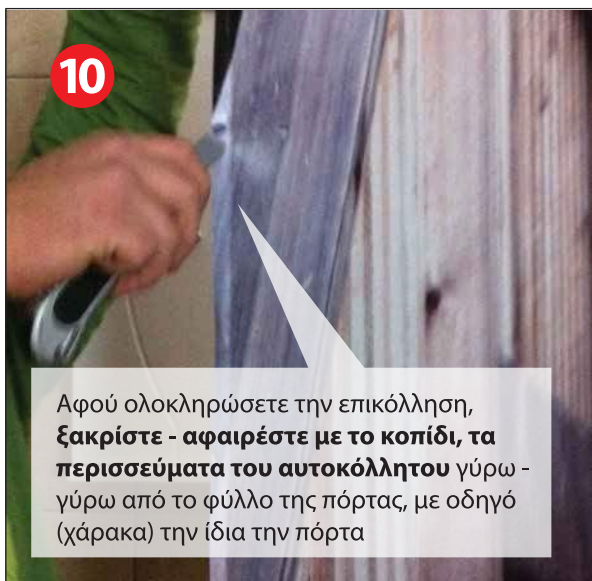 10
Αφού ολοκληρώσετε την επικόλληση,
ξακρίστε - αφαιρέστε με το κοπίδι, τα
περισσεύματα του αυτοκόλλητου γύρω -
γύρω από το φύλλο της πόρτας, με οδηγό
(χάρακα) την ίδια την πόρτα